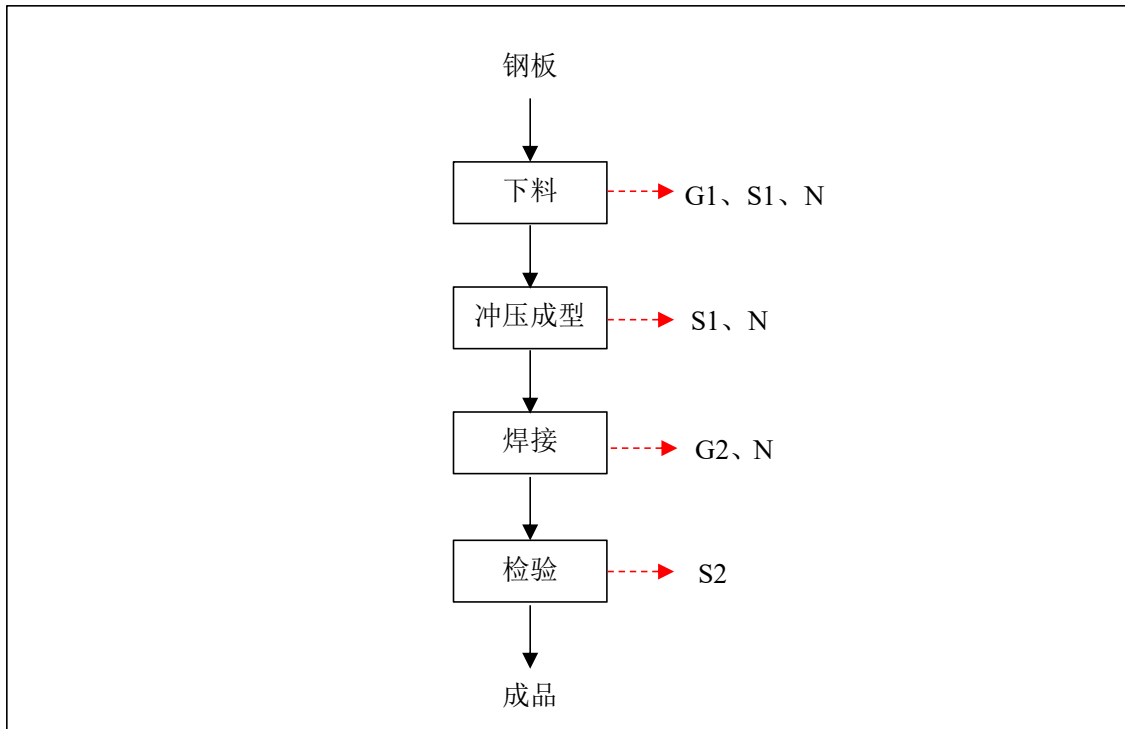 钢板
下料
G1、S1、N
冲压成型
S1、N
焊接
G2、N
检验
S2
成品